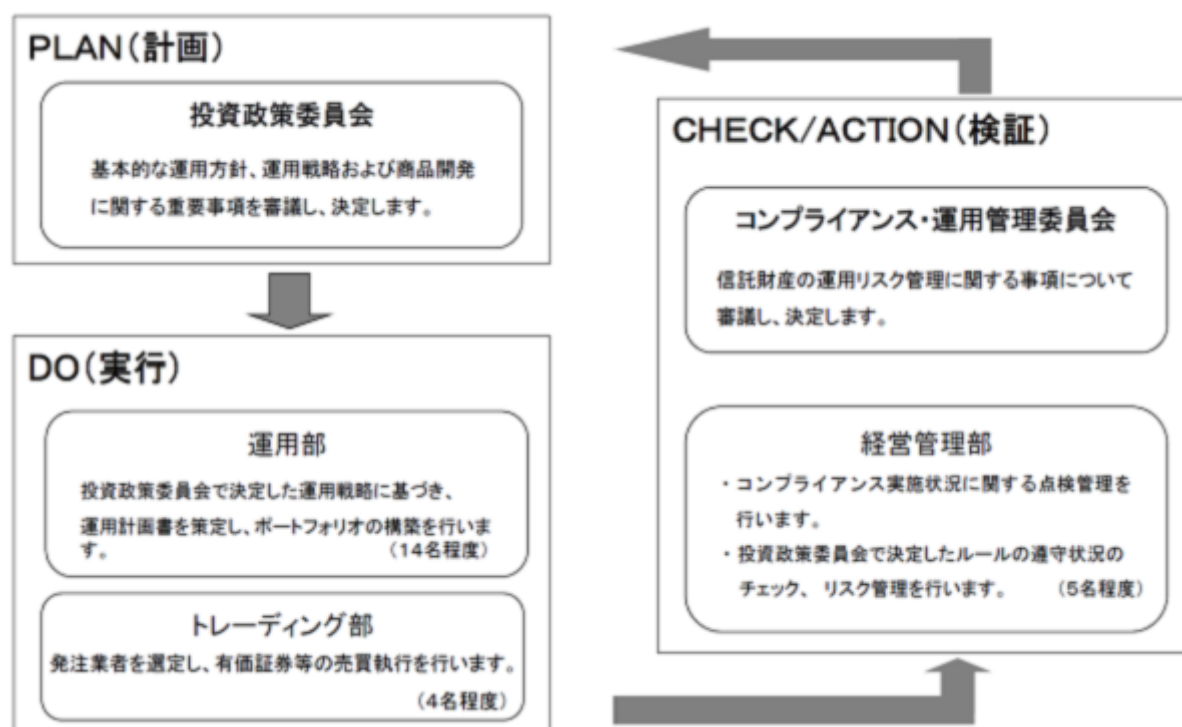 PLAN(計画)
投資政策委員会
基本的な運用方針、運用戦略および商品開発
に関する重要事項を審議し、決定します。
DO(実行)
運用部
投資政策委員会で決定した運用戦略に基づき、
運用計画書を策定し、ポートフォリオの構築を行いま
す。 (14名程度)
トレーディング部
発注業者を選定し、有価証券等の売買執行を行います。
(4名程度)
CHECK/ACTION(検証)
コンプライアンス・運用管理委員会
信託財産の運用リスク管理に関する事項について
審議し、決定します。
経営管理部
・コンプライアンス実施状況に関する点検管理を
行います。
・投資政策委員会で決定したルールの遵守状況の
チェック、リスク管理を行います。 (5名程度)